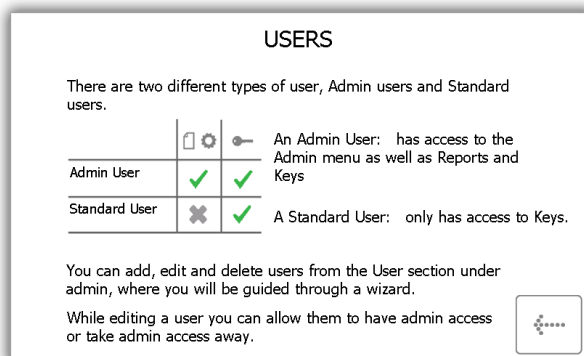 USERS
There are two different types of user, Admin users and Standard
users.
An Admin User: has access to the
Admin menu as well as Reports and
Keys
Admin User
Standard User
A Standard User: only has access to Keys.
You can add, edit and delete users from the User section under
admin, where you will be guided through a wizard.
While editing a user you can allow them to have admin access
or take admin access away.